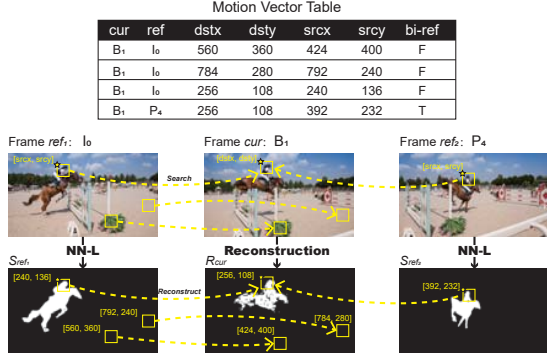 Motion Vector Table
cur ref dstx dsty srcx srcy bi-ref
B₁ I₀ 560 360 424 400 F
B₁ I₀ 784 280 792 240 F
B₁ I₀ 256 108 240 136 F
B₁ P₄ 256 108 392 232 T
Frame ref₁: I₀ Frame cur: B₁ Frame ref₂: P₄
[srcx, srcy] [dstx, dsty] [srcx, srcy]
Search
NN-L Reconstruction NN-L
Sref₁ Rcur Sref₂
[240, 136] [256, 108] [392, 232]
Reconstruct
[792, 240] [784, 280]
[560, 360] [424, 400]